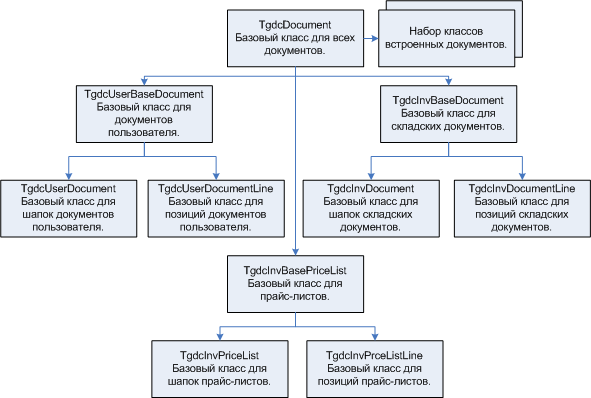 TgdcDocument
Базовый класс для всех
документов.
Набор классов
встроенных документов.
TgdcUserBaseDocument
Базовый класс для
документов
пользователя.
TgdcInvBaseDocument
Базовый класс для
складских документов.
TgdcUserDocument
Базовый класс для
шапок документов
пользователя.
TgdcUserDocumentLine
Базовый класс для
позиций документов
пользователя.
TgdcInvDocument
Базовый класс для
шапок складских
документов.
TgdcInvDocumentLine
Базовый класс для
позиций складских
документов.
TgdcInvBasePriceList
Базовый класс для
прайс-листов.
TgdcInvPriceList
Базовый класс для
шапок прайс-листов.
TgdcInvPrceListLine
Базовый класс для
позиций прайс-листов.